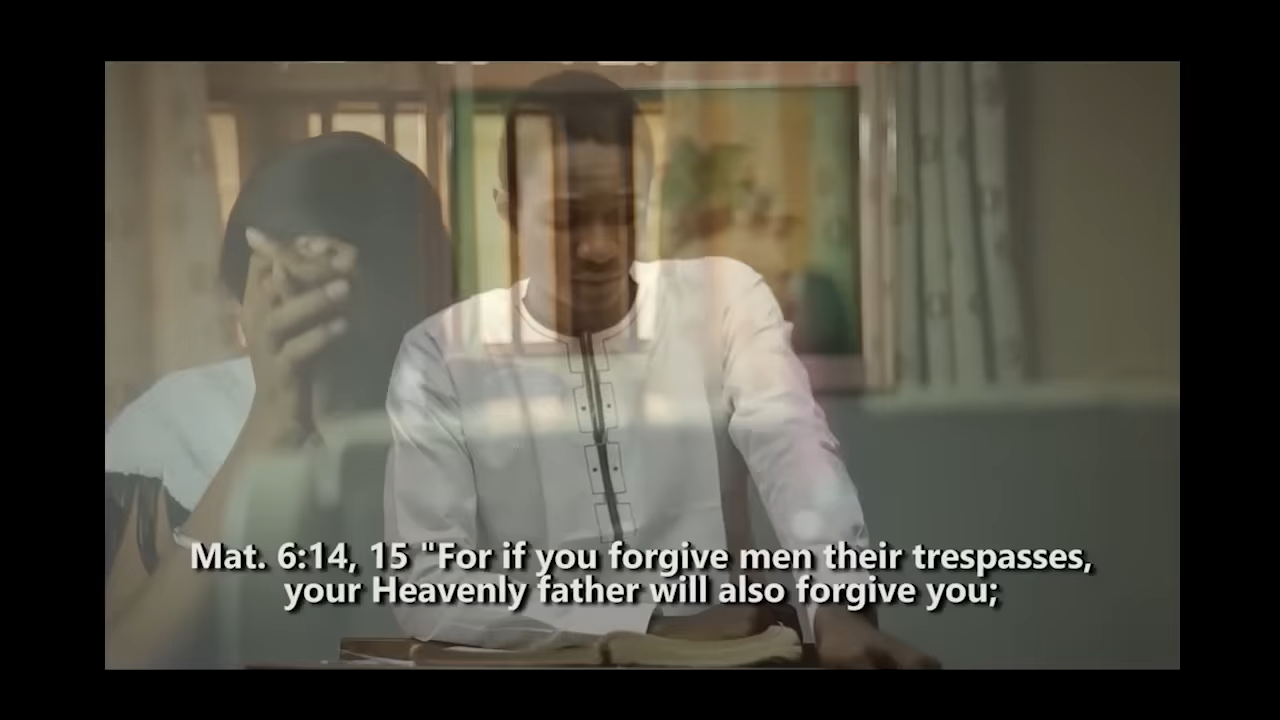 Mat. 6:14, 15 "For if you forgive men their trespasses,
your Heavenly father will also forgive you;